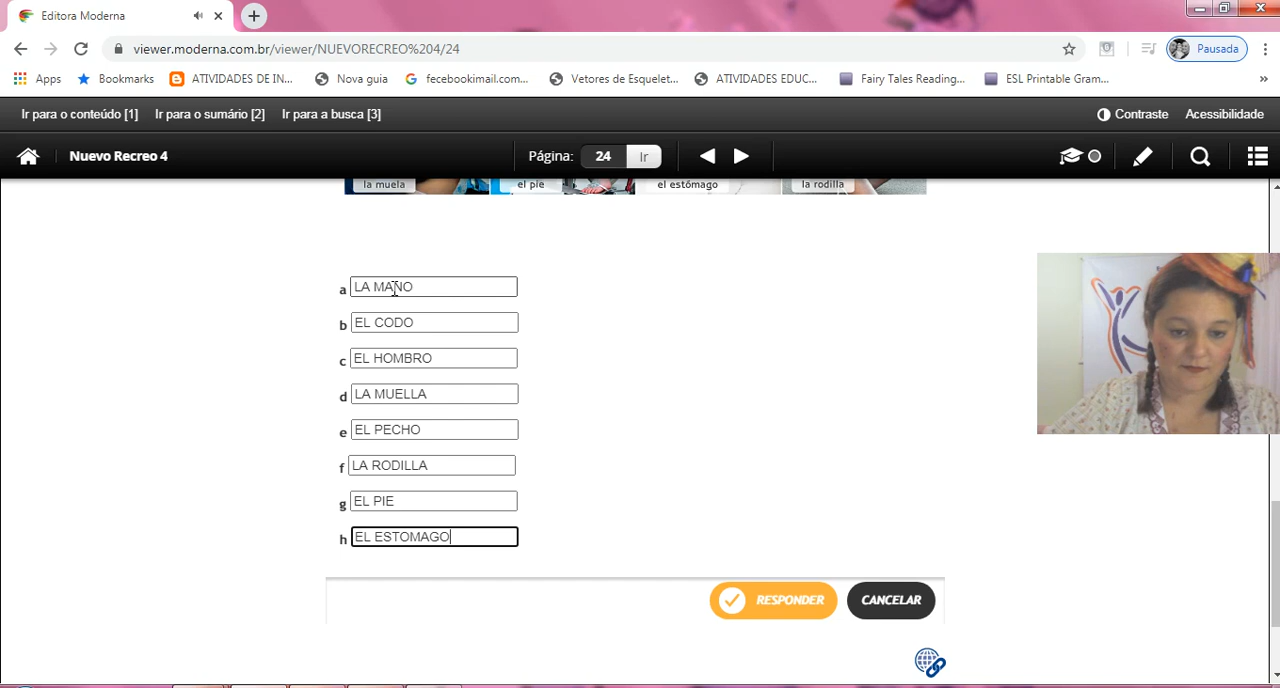 Editora Moderna
viewer.moderna.com.br/viewer/NUEVORECREO%204/24
Pausada
Apps Bookmarks ATIVIDADES DE IN... Nova guia fecebookimail.com... Vetores de Esquelet... ATIVIDADES EDUC... Fairy Tales Reading... ESL Printable Gram... »
Ir para o conteúdo [1] Ir para o sumário [2] Ir para a busca [3] Contraste Acessibilidade
Nuevo Recreo 4 Página: 24 Ir
la muela el pie el estómago la rodilla
a LA MANO
b EL CODO
c EL HOMBRO
d LA MUELLA
e EL PECHO
f LA RODILLA
g EL PIE
h EL ESTOMAGO
RESPONDER CANCELAR